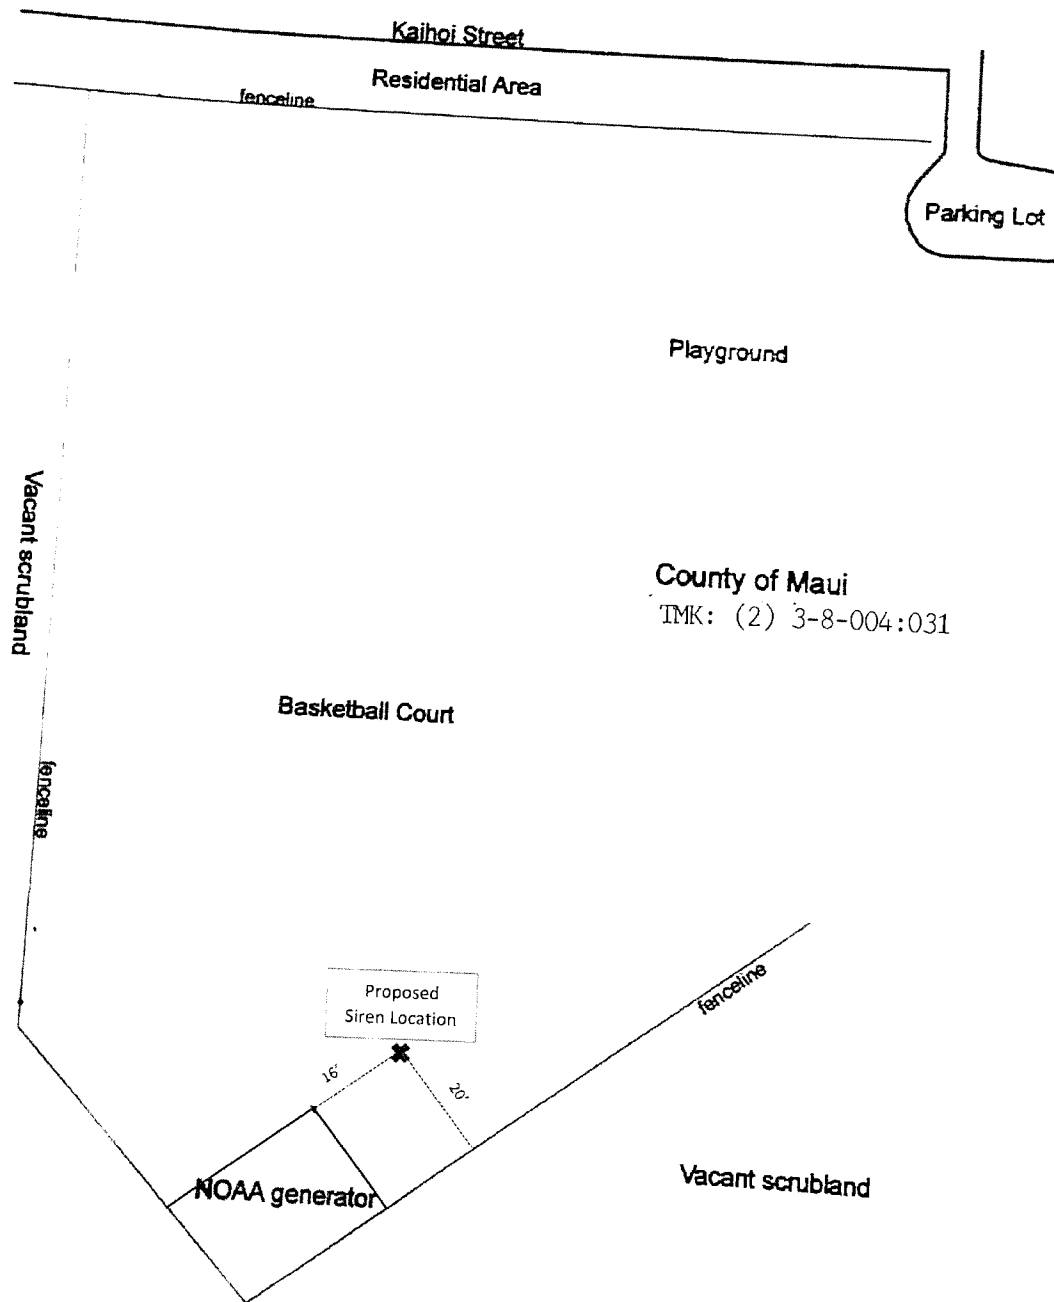 Kaihoi Street
Residential Area
fenceline
Parking Lot
Playground
Vacant scrubland
County of Maui
TMK: (2) 3-8-004:031
Basketball Court
fenceline
fenceline
Proposed
Siren Location
16'
20'
NOAA generator
Vacant scrubland